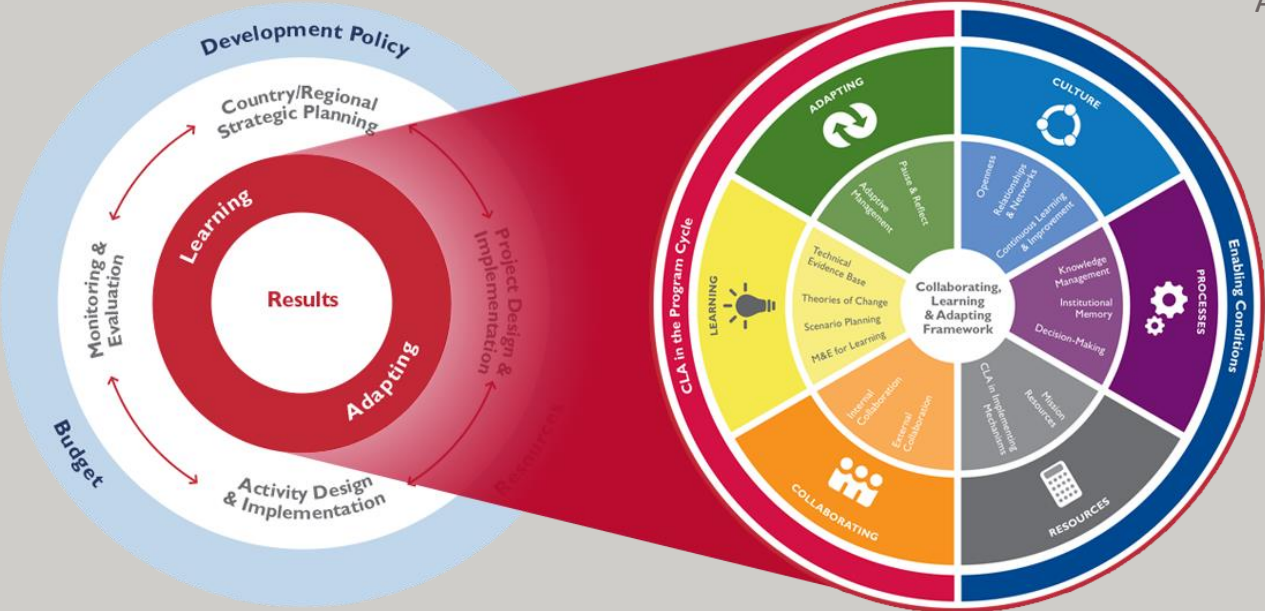 Development Policy
Country/Regional
Strategic Planning
Learning
Results
Adapting
Monitoring &
Evaluation
Project Design &
Implementation
Activity Design
& Implementation
Budget
Resources
CLA in the Program Cycle
ADAPTING
Adaptive
Management
Pause & Reflect
CULTURE
Openness
Relationships
& Networks
Continuous Learning
& Improvement
LEARNING
Technical
Evidence Base
Theories of Change
Scenario Planning
M&E for Learning
Collaborating,
Learning
& Adapting
Framework
Knowledge
Management
Institutional
Memory
Decision-Making
PROCESSES
Enabling Conditions
Internal
Collaboration
External
Collaboration
COLLABORATING
CLA in Implementing
Mechanisms
Mission
Resources
RESOURCES